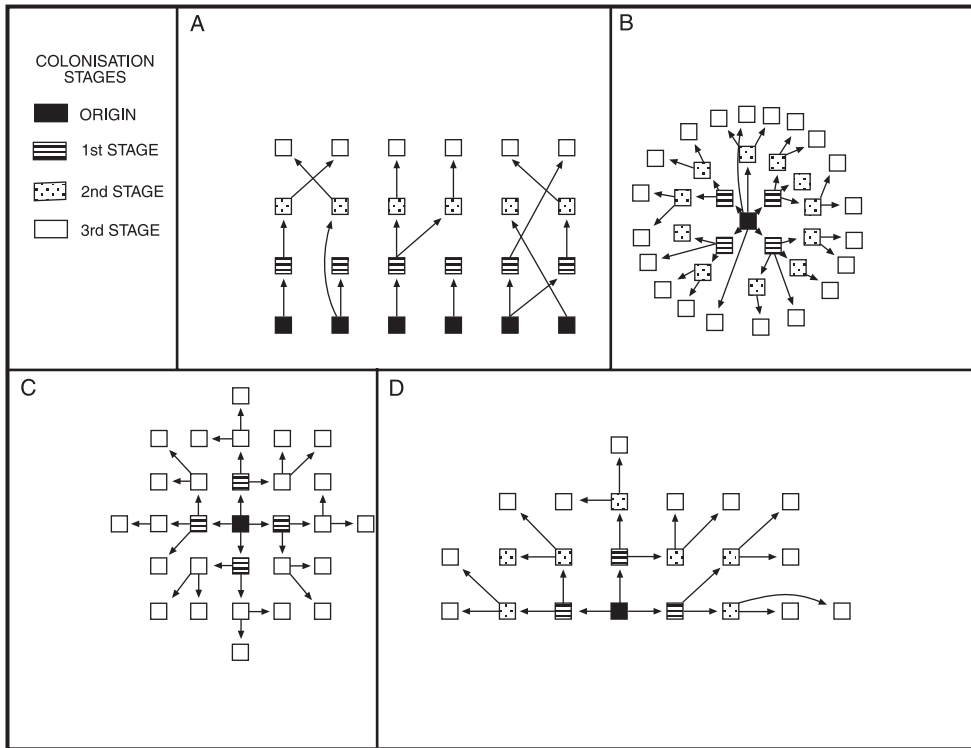 COLONISATION
STAGES
ORIGIN
1st STAGE
2nd STAGE
3rd STAGE
A
B
C
D